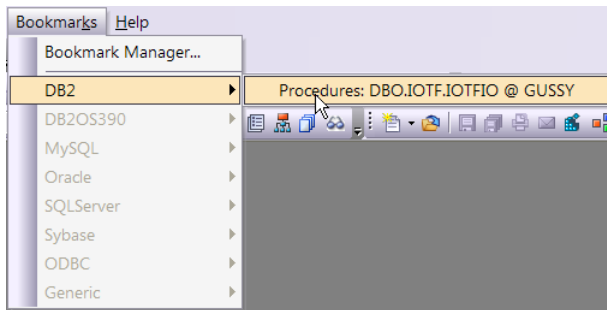 Bookmarks Help
Bookmark Manager...
DB2 Procedures: DBO.IOTF.IOTFIO @ GUSSY
DB2OS390
MySQL
Oracle
SQLServer
Sybase
ODBC
Generic